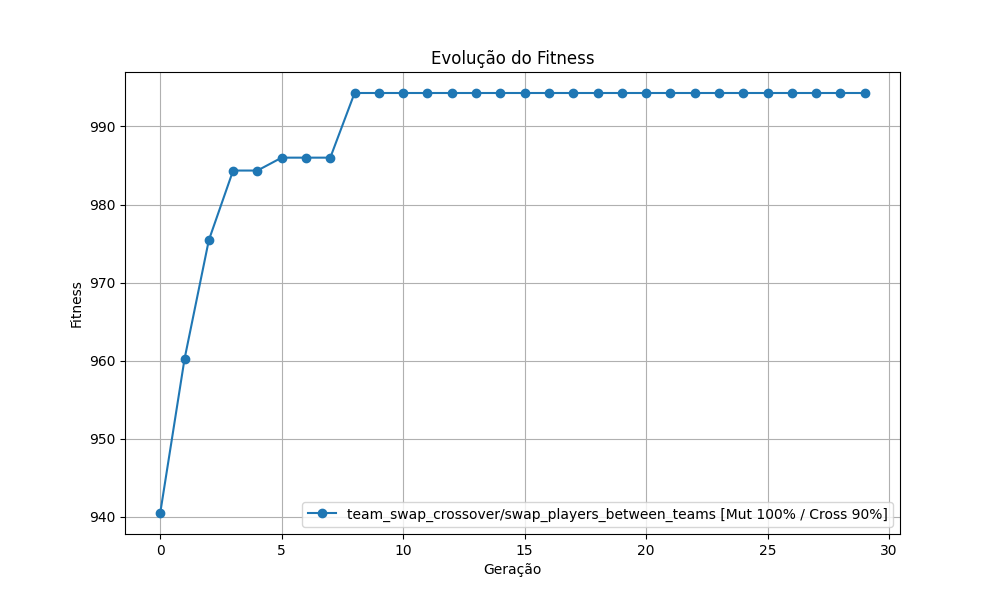 Evolução do Fitness
Fitness
990
980
970
960
950
940
team_swap_crossover/swap_players_between_teams [Mut 100% / Cross 90%]
0 5 10 15 20 25 30
Geração